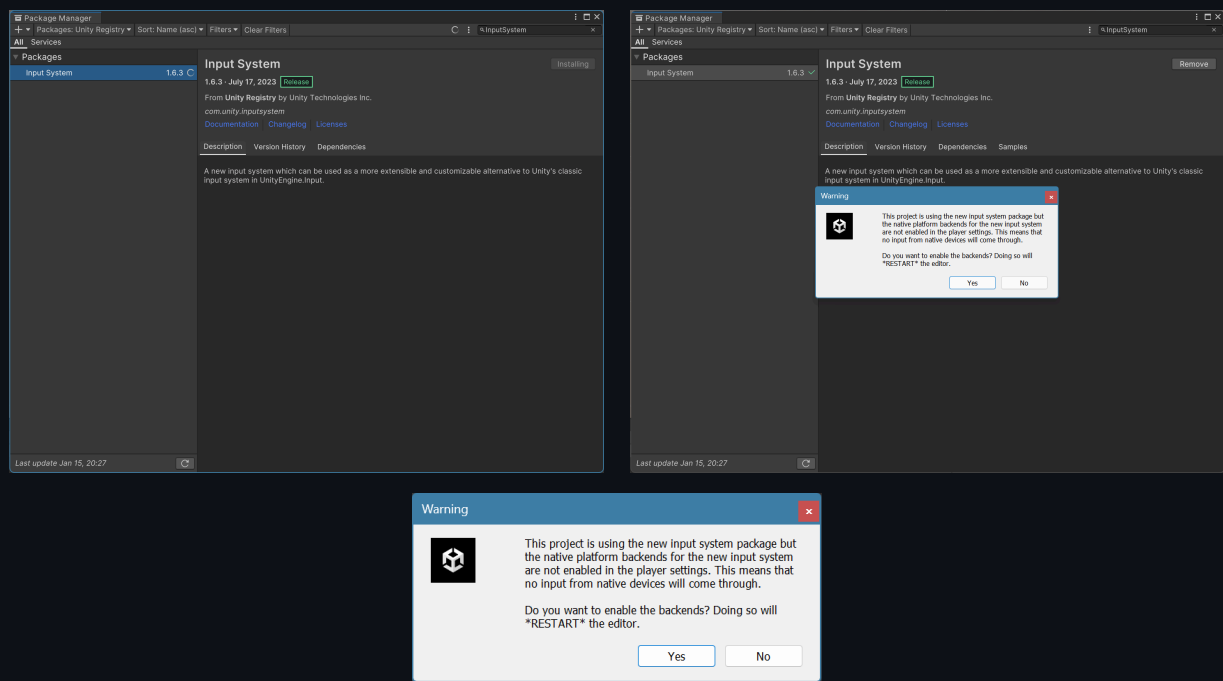 Package Manager
+ Packages: Unity Registry Sort: Name (asc) Filters Clear Filters InputSystem
All Services
Packages
Input System 1.6.3
Input System
Installing
1.6.3 · July 17, 2023 Release
From Unity Registry by Unity Technologies Inc.
com.unity.inputsystem
Documentation Changelog Licenses
Description Version History Dependencies
A new input system which can be used as a more extensible and customizable alternative to Unity's classic
input system in UnityEngine.Input.
Last update Jan 15, 20:27
Package Manager
+ Packages: Unity Registry Sort: Name (asc) Filters Clear Filters InputSystem
All Services
Packages
Input System 1.6.3
Input System
Remove
1.6.3 · July 17, 2023 Release
From Unity Registry by Unity Technologies Inc.
com.unity.inputsystem
Documentation Changelog Licenses
Description Version History Dependencies Samples
A new input system which can be used as a more extensible and customizable alternative to Unity's classic
input system in UnityEngine.Input.
Warning
This project is using the new input system package but
the native platform backends for the new input system
are not enabled in the player settings. This means that
no input from native devices will come through.
Do you want to enable the backends? Doing so will
*RESTART* the editor.
Yes No
Last update Jan 15, 20:27
Warning
This project is using the new input system package but
the native platform backends for the new input system
are not enabled in the player settings. This means that
no input from native devices will come through.
Do you want to enable the backends? Doing so will
*RESTART* the editor.
Yes No